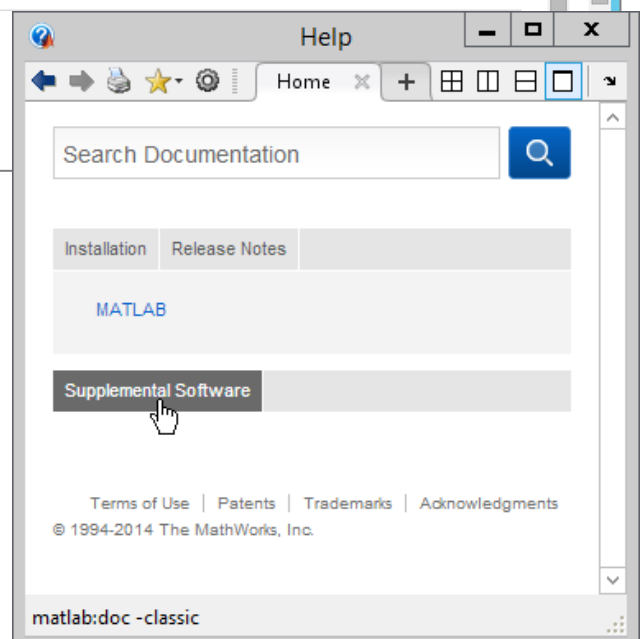 Help
Home
Search Documentation
Installation Release Notes
MATLAB
Supplemental Software
Terms of Use | Patents | Trademarks | Acknowledgments
© 1994-2014 The MathWorks, Inc.
matlab:doc -classic